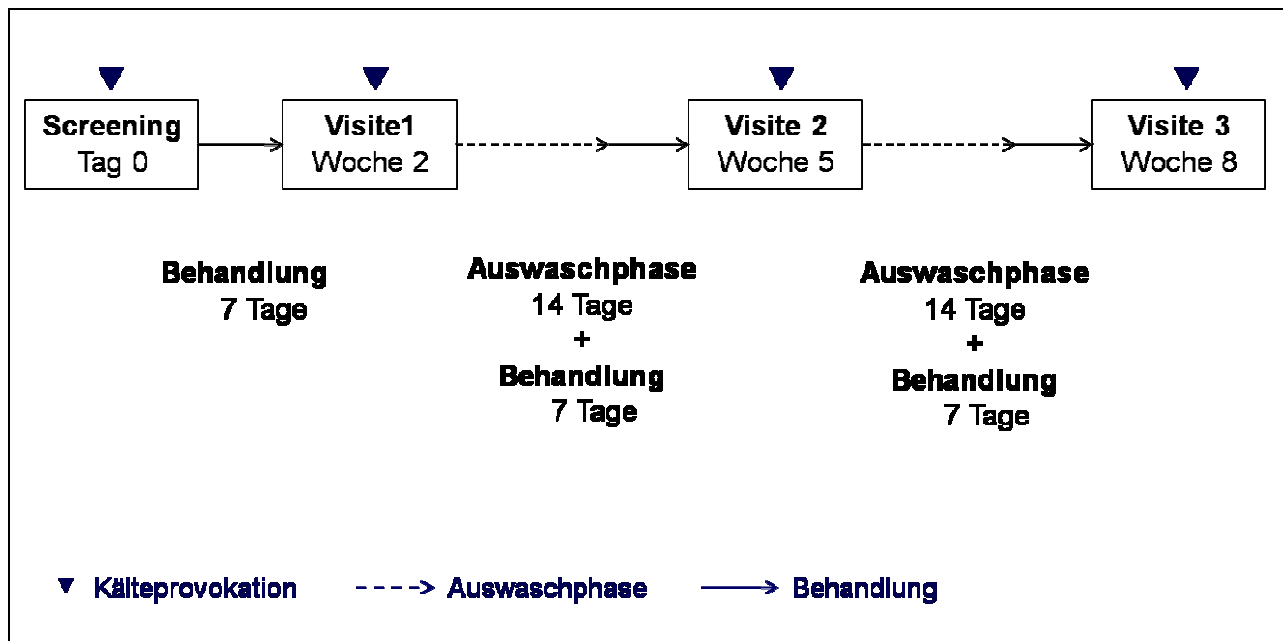 Screening
Tag 0
Visite1
Woche 2
Visite 2
Woche 5
Visite 3
Woche 8
Behandlung
7 Tage
Auswaschphase
14 Tage
+
Behandlung
7 Tage
Auswaschphase
14 Tage
+
Behandlung
7 Tage
Kälteprovokation
Auswaschphase
Behandlung